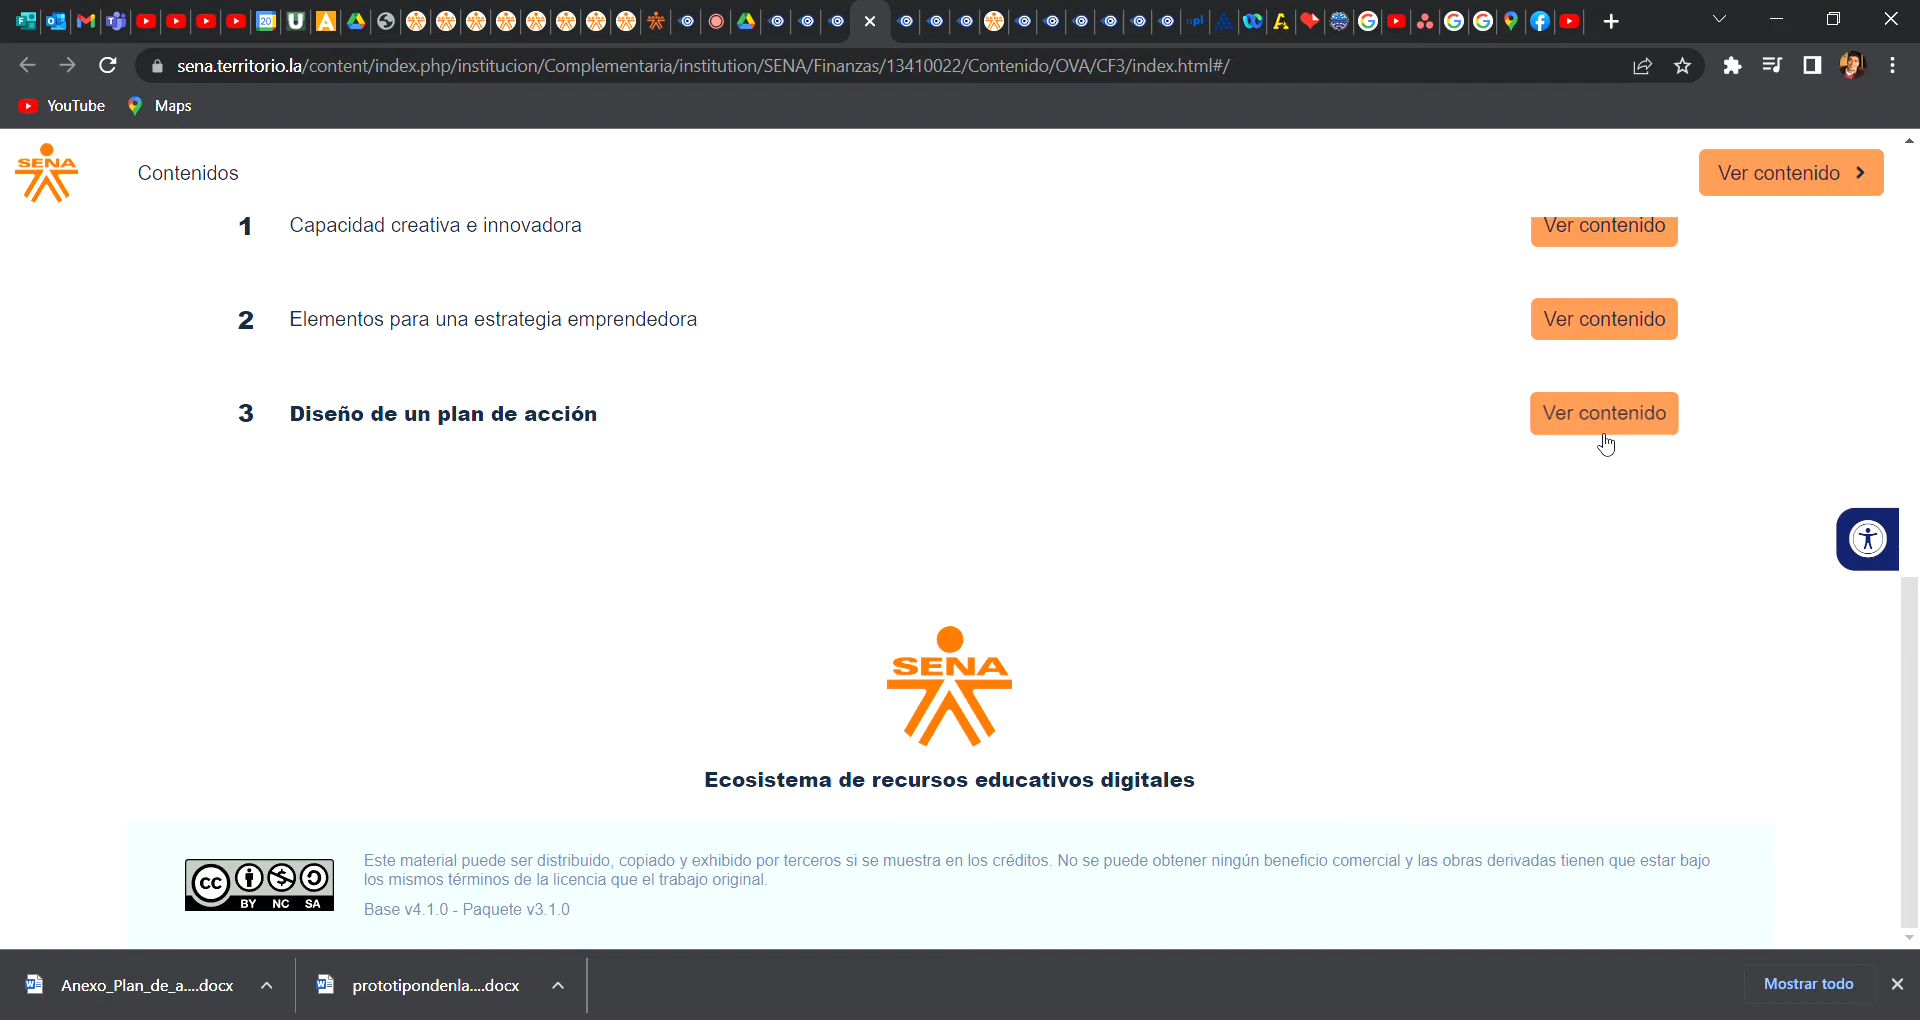 20
sena.territorio.la/content/index.php/institucion/Complementaria/institution/SENA/Finanzas/13410022/Contenido/OVA/CF3/index.html#/
YouTube
Maps
SENA
Contenidos
Ver contenido
1 Capacidad creativa e innovadora
Ver contenido
2 Elementos para una estrategia emprendedora
Ver contenido
3 Diseño de un plan de acción
Ver contenido
SENA
Ecosistema de recursos educativos digitales
cc BY NC SA
Este material puede ser distribuido, copiado y exhibido por terceros si se muestra en los créditos. No se puede obtener ningún beneficio comercial y las obras derivadas tienen que estar bajo
los mismos términos de la licencia que el trabajo original.
Base v4.1.0 - Paquete v3.1.0
Anexo_Plan_de_a....docx
prototipondenla....docx
Mostrar todo